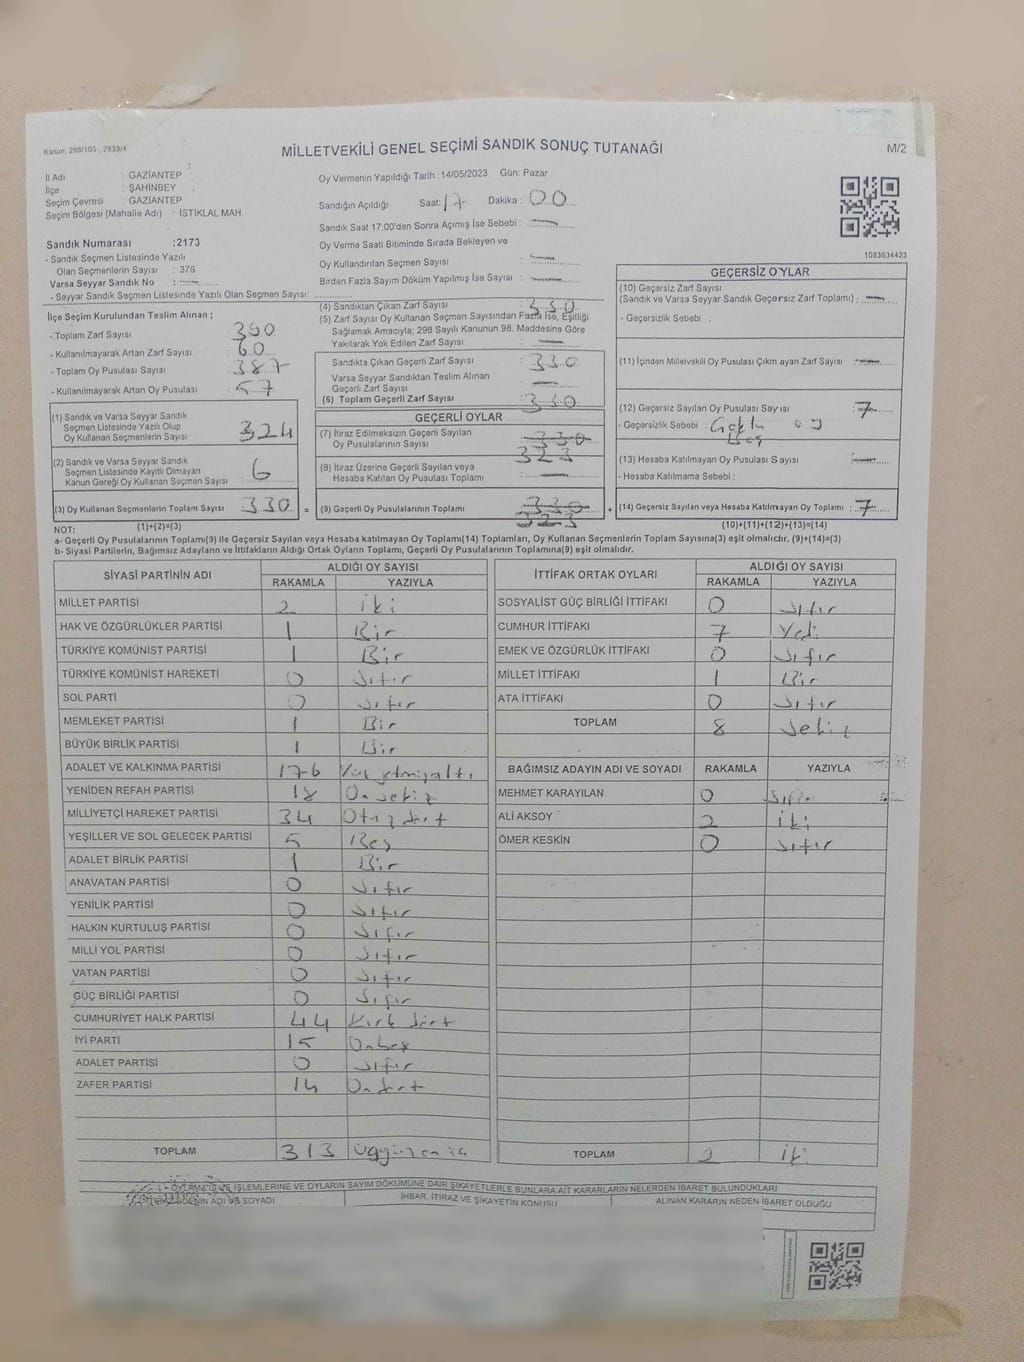 Kanun: 298/105 , 2839/4
MİLLETVEKİLİ GENEL SEÇİMİ SANDIK SONUÇ TUTANAĞI
M/2
İl Adı : GAZİANTEP
İlçe : ŞAHİNBEY
Seçim Çevresi : GAZİANTEP
Seçim Bölgesi (Mahalle Adı) : İSTİKLAL MAH
Sandık Numarası :2173
- Sandık Seçmen Listesinde Yazılı
Olan Seçmenlerin Sayısı : 376
Varsa Seyyar Sandık No : —
- Seyyar Sandık Seçmen Listesinde Yazılı Olan Seçmen Sayısı:
Oy Vermenin Yapıldığı Tarih :14/05/2023 Gün: Pazar
Sandığın Açıldığı Saat: 17 Dakika : 00
Sandık Saat 17:00'den Sonra Açımış İse Sebebi : —
Oy Verme Saati Bitiminde Sırada Bekleyen ve
Oy Kullandırılan Seçmen Sayısı : —
Birden Fazla Sayım Döküm Yapılmış İse Sayısı : —
1083634423
İlçe Seçim Kurulundan Teslim Alınan ;
- Toplam Zarf Sayısı : 390
- Kullanılmayarak Artan Zarf Sayısı : 60
- Toplam Oy Pusulası Sayısı : 387
- Kullanılmayarak Artan Oy Pusulası : 57
(1) Sandık ve Varsa Seyyar Sandık
Seçmen Listesinde Yazılı Olup
Oy Kullanan Seçmenlerin Sayısı : 324
(2) Sandık ve Varsa Seyyar Sandık
Seçmen Listesinde Kayıtlı Olmayan
Kanun Gereği Oy Kullanan Seçmen Sayısı : 6
(3) Oy Kullanan Seçmenlerin Toplam Sayısı : 330
(4) Sandıktan Çıkan Zarf Sayısı : 330
(5) Zarf Sayısı Oy Kullanan Seçmen Sayısından Fazla İse, Eşitliği
Sağlamak Amacıyla; 298 Sayılı Kanunun 98. Maddesine Göre
Yakılarak Yok Edilen Zarf Sayısı : —
Sandıkta Çıkan Geçerli Zarf Sayısı : 330
Varsa Seyyar Sandıktan Teslim Alınan
Geçerli Zarf Sayısı : —
(6) Toplam Geçerli Zarf Sayısı : 330
GEÇERLİ OYLAR
(7) İtiraz Edilmeksizin Geçerli Sayılan
Oy Pusulalarının Sayısı : 330 323
(8) İtiraz Üzerine Geçerli Sayılan veya
Hesaba Katılan Oy Pusulası Toplamı : —
= (9) Geçerli Oy Pusulalarının Toplamı : 330 323
GEÇERSİZ OYLAR
(10) Geçersiz Zarf Sayısı
(Sandık ve Varsa Seyyar Sandık Geçersiz Zarf Toplamı) : —
- Geçersizlik Sebebi :
(11) İçinden Milletvekili Oy Pusulası Çıkmayan Zarf Sayısı : —
(12) Geçersiz Sayılan Oy Pusulası Sayısı : 7
- Geçersizlik Sebebi :
(13) Hesaba Katılmayan Oy Pusulası Sayısı : —
- Hesaba Katılmama Sebebi :
+ (14) Geçersiz Sayılan veya Hesaba Katılmayan Oy Toplamı : 7
NOT: (1)+(2)=(3) (10)+(11)+(12)+(13)=(14)
a- Geçerli Oy Pusulalarının Toplamı(9) ile Geçersiz Sayılan veya Hesaba Katılmayan Oy Toplamı(14) Toplamları, Oy Kullanan Seçmenlerin Toplam Sayısına(3) eşit olmalıdır. (9)+(14)=(3)
b- Siyasi Partilerin, Bağımsız Adayların ve İttifakların Aldığı Ortak Oyların Toplamı, Geçerli Oy Pusulalarının Toplamına(9) eşit olmalıdır.
SİYASİ PARTİNİN ADI ALDIĞI OY SAYISI
RAKAMLA YAZIYLA
MİLLET PARTİSİ 2 iki
HAK VE ÖZGÜRLÜKLER PARTİSİ 1 Bir
TÜRKİYE KOMÜNİST PARTİSİ 1 Bir
TÜRKİYE KOMÜNİST HAREKETİ 0 Sıfır
SOL PARTİ 0 Sıfır
MEMLEKET PARTİSİ 1 Bir
BÜYÜK BİRLİK PARTİSİ 1 Bir
ADALET VE KALKINMA PARTİSİ 176 Yüzyetmişaltı
YENİDEN REFAH PARTİSİ 18 Onsekiz
MİLLİYETÇİ HAREKET PARTİSİ 34 Otuzdört
YEŞİLLER VE SOL GELECEK PARTİSİ 5 Beş
ADALET BİRLİK PARTİSİ 1 Bir
ANAVATAN PARTİSİ 0 Sıfır
YENİLİK PARTİSİ 0 Sıfır
HALKIN KURTULUŞ PARTİSİ 0 Sıfır
MİLLİ YOL PARTİSİ 0 Sıfır
VATAN PARTİSİ 0 Sıfır
GÜÇ BİRLİĞİ PARTİSİ 0 Sıfır
CUMHURİYET HALK PARTİSİ 44 Kırkdört
İYİ PARTİ 15 Onbeş
ADALET PARTİSİ 0 Sıfır
ZAFER PARTİSİ 14 Ondört
TOPLAM 313 Üçyüzonüç
İTTİFAK ORTAK OYLARI ALDIĞI OY SAYISI
RAKAMLA YAZIYLA
SOSYALİST GÜÇ BİRLİĞİ İTTİFAKI 0 Sıfır
CUMHUR İTTİFAKI 7 Yedi
EMEK VE ÖZGÜRLÜK İTTİFAKI 0 Sıfır
MİLLET İTTİFAKI 1 Bir
ATA İTTİFAKI 0 Sıfır
TOPLAM 8 Sekiz
BAĞIMSIZ ADAYIN ADI VE SOYADI RAKAMLA YAZIYLA
MEHMET KARAYILAN 0 Sıfır
ALİ AKSOY 2 iki
ÖMER KESKİN 0 Sıfır
TOPLAM 2 iki
İŞLEMLERİNE VE OYLARIN SAYIM DÖKÜMÜNE DAİR ŞİKAYETLERLE BUNLARA AİT KARARLARIN NELERDEN İBARET BULUNDUKLARI
ADI VE SOYADI İHBAR, İTİRAZ VE ŞİKAYETİN KONUSU ALINAN KARARIN NEDEN İBARET OLDUĞU